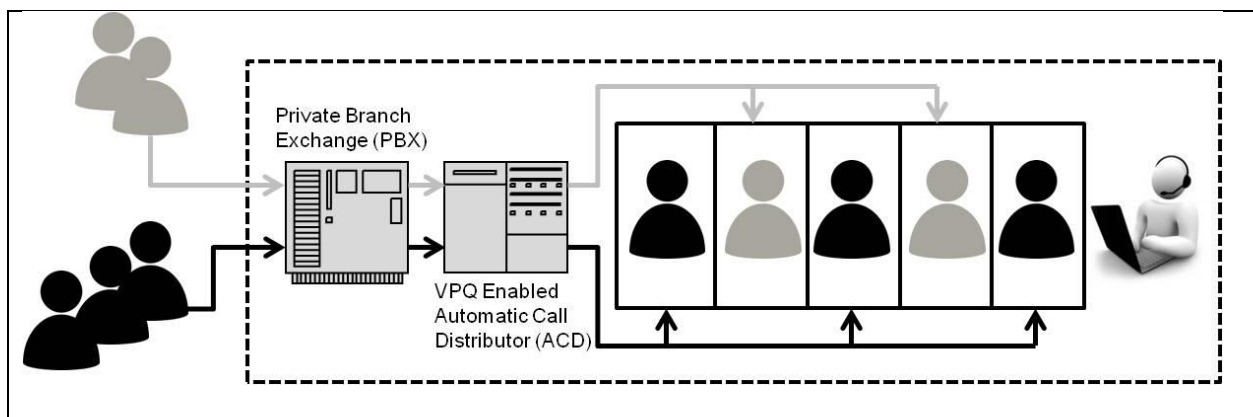 Private Branch
Exchange (PBX)
VPQ Enabled
Automatic Call
Distributor (ACD)